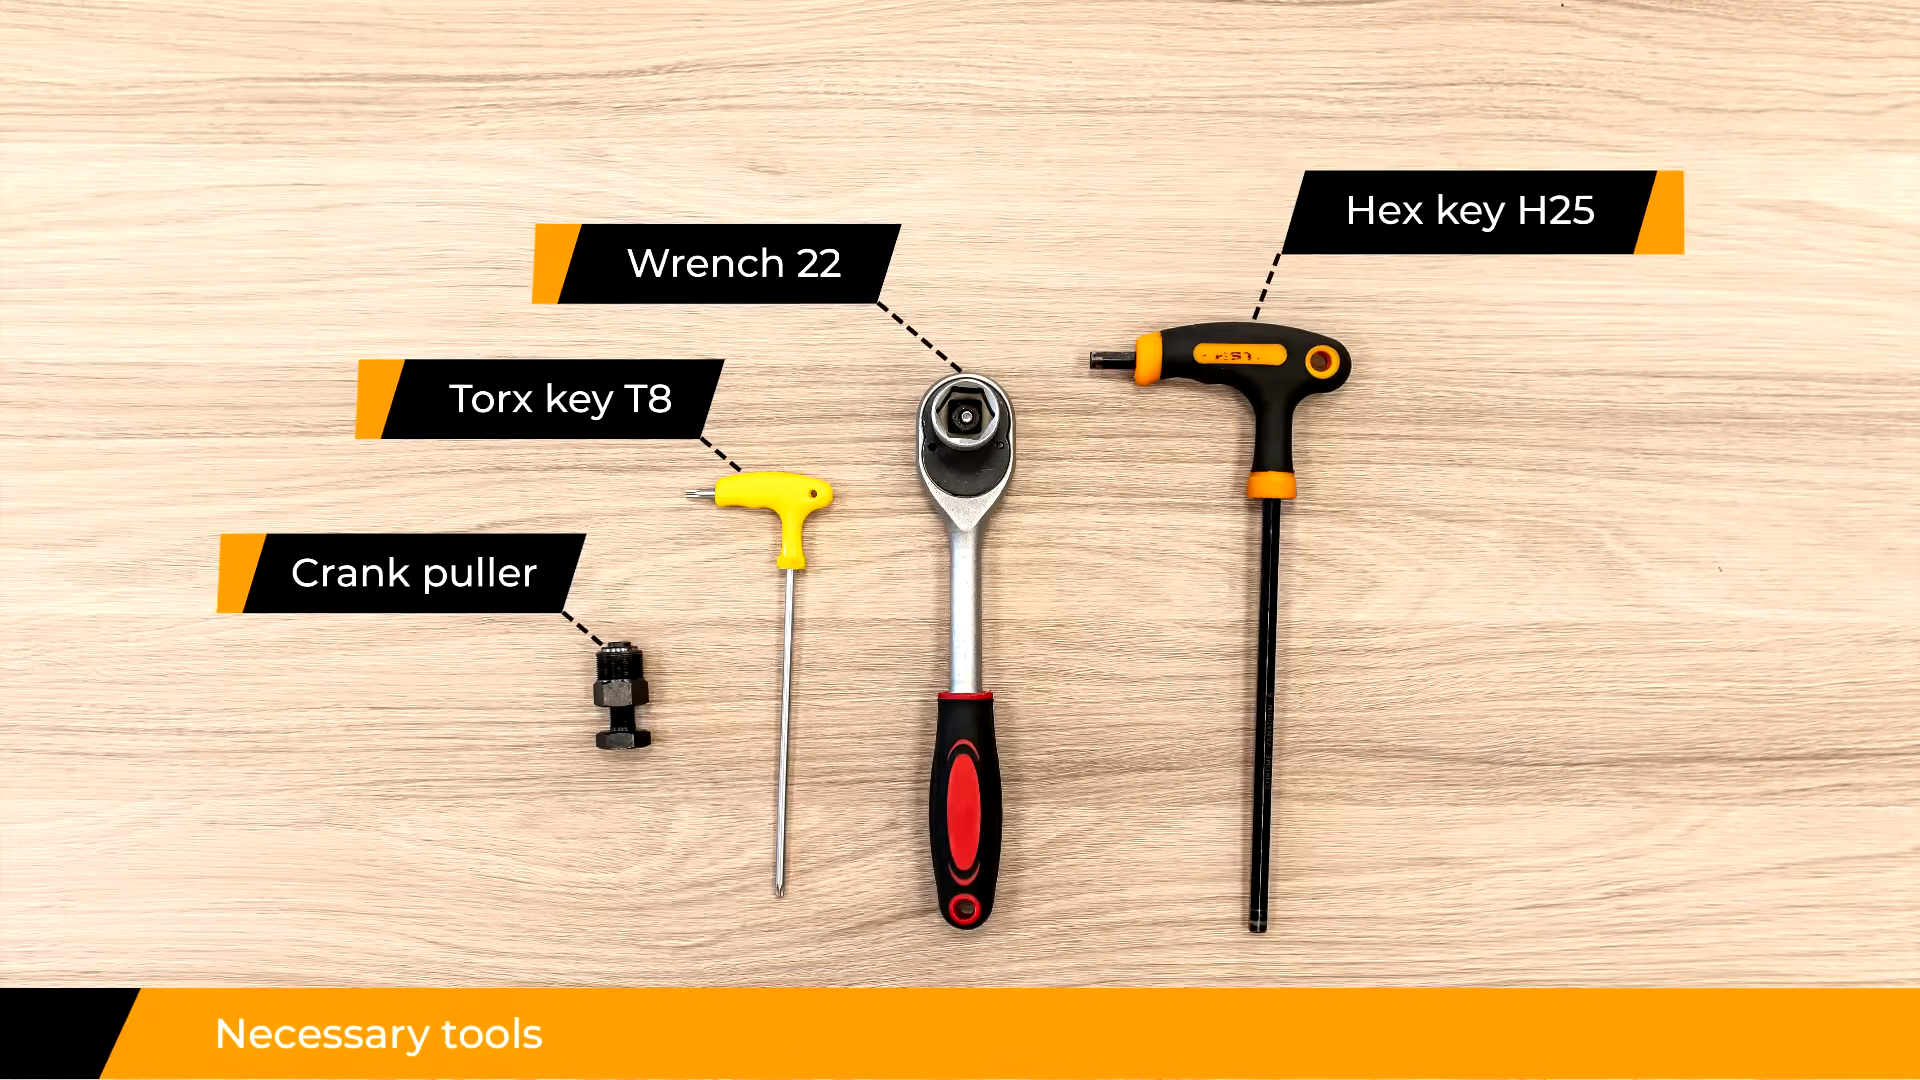 Hex key H25
Wrench 22
Torx key T8
Crank puller
Necessary tools